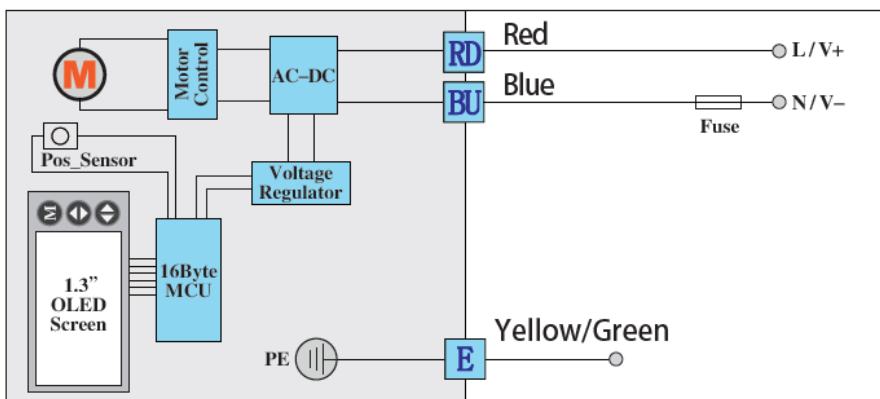 Motor
Control
AC–DC
RD
Red
L/V+
M
BU
Blue
N/V–
Fuse
Pos_Sensor
Voltage
Regulator
M
16Byte
MCU
1.3”
OLED
Screen
PE
E
Yellow/Green